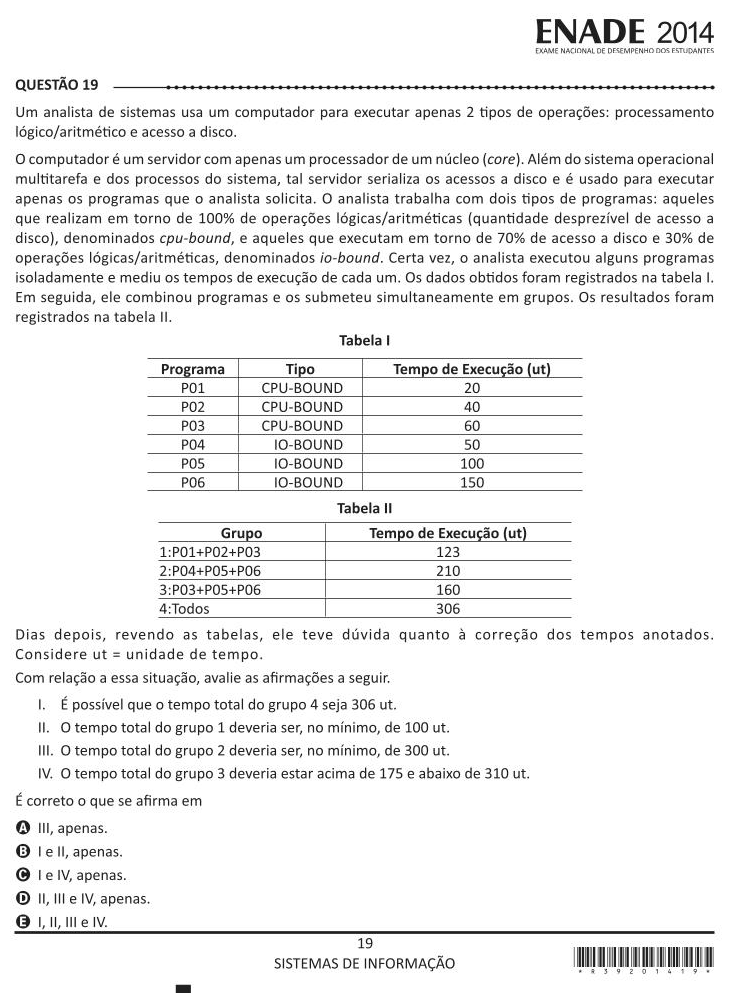 ENADE 2014
EXAME NACIONAL DE DESEMPENHO DOS ESTUDANTES
QUESTÃO 19
Um analista de sistemas usa um computador para executar apenas 2 tipos de operações: processamento
lógico/aritmético e acesso a disco.
O computador é um servidor com apenas um processador de um núcleo (core). Além do sistema operacional
multitarefa e dos processos do sistema, tal servidor serializa os acessos a disco e é usado para executar
apenas os programas que o analista solicita. O analista trabalha com dois tipos de programas: aqueles
que realizam em torno de 100% de operações lógicas/aritméticas (quantidade desprezível de acesso a
disco), denominados cpu-bound, e aqueles que executam em torno de 70% de acesso a disco e 30% de
operações lógicas/aritméticas, denominados io-bound. Certa vez, o analista executou alguns programas
isoladamente e mediu os tempos de execução de cada um. Os dados obtidos foram registrados na tabela I.
Em seguida, ele combinou programas e os submeteu simultaneamente em grupos. Os resultados foram
registrados na tabela II.
Tabela I
Programa Tipo Tempo de Execução (ut)
P01 CPU-BOUND 20
P02 CPU-BOUND 40
P03 CPU-BOUND 60
P04 IO-BOUND 50
P05 IO-BOUND 100
P06 IO-BOUND 150
Tabela II
Grupo Tempo de Execução (ut)
1:P01+P02+P03 123
2:P04+P05+P06 210
3:P03+P05+P06 160
4:Todos 306
Dias depois, revendo as tabelas, ele teve dúvida quanto à correção dos tempos anotados.
Considere ut = unidade de tempo.
Com relação a essa situação, avalie as afirmações a seguir.
I. É possível que o tempo total do grupo 4 seja 306 ut.
II. O tempo total do grupo 1 deveria ser, no mínimo, de 100 ut.
III. O tempo total do grupo 2 deveria ser, no mínimo, de 300 ut.
IV. O tempo total do grupo 3 deveria estar acima de 175 e abaixo de 310 ut.
É correto o que se afirma em
A III, apenas.
B I e II, apenas.
C I e IV, apenas.
D II, III e IV, apenas.
E I, II, III e IV.
19
SISTEMAS DE INFORMAÇÃO
* R 3 9 2 0 1 4 1 9 *